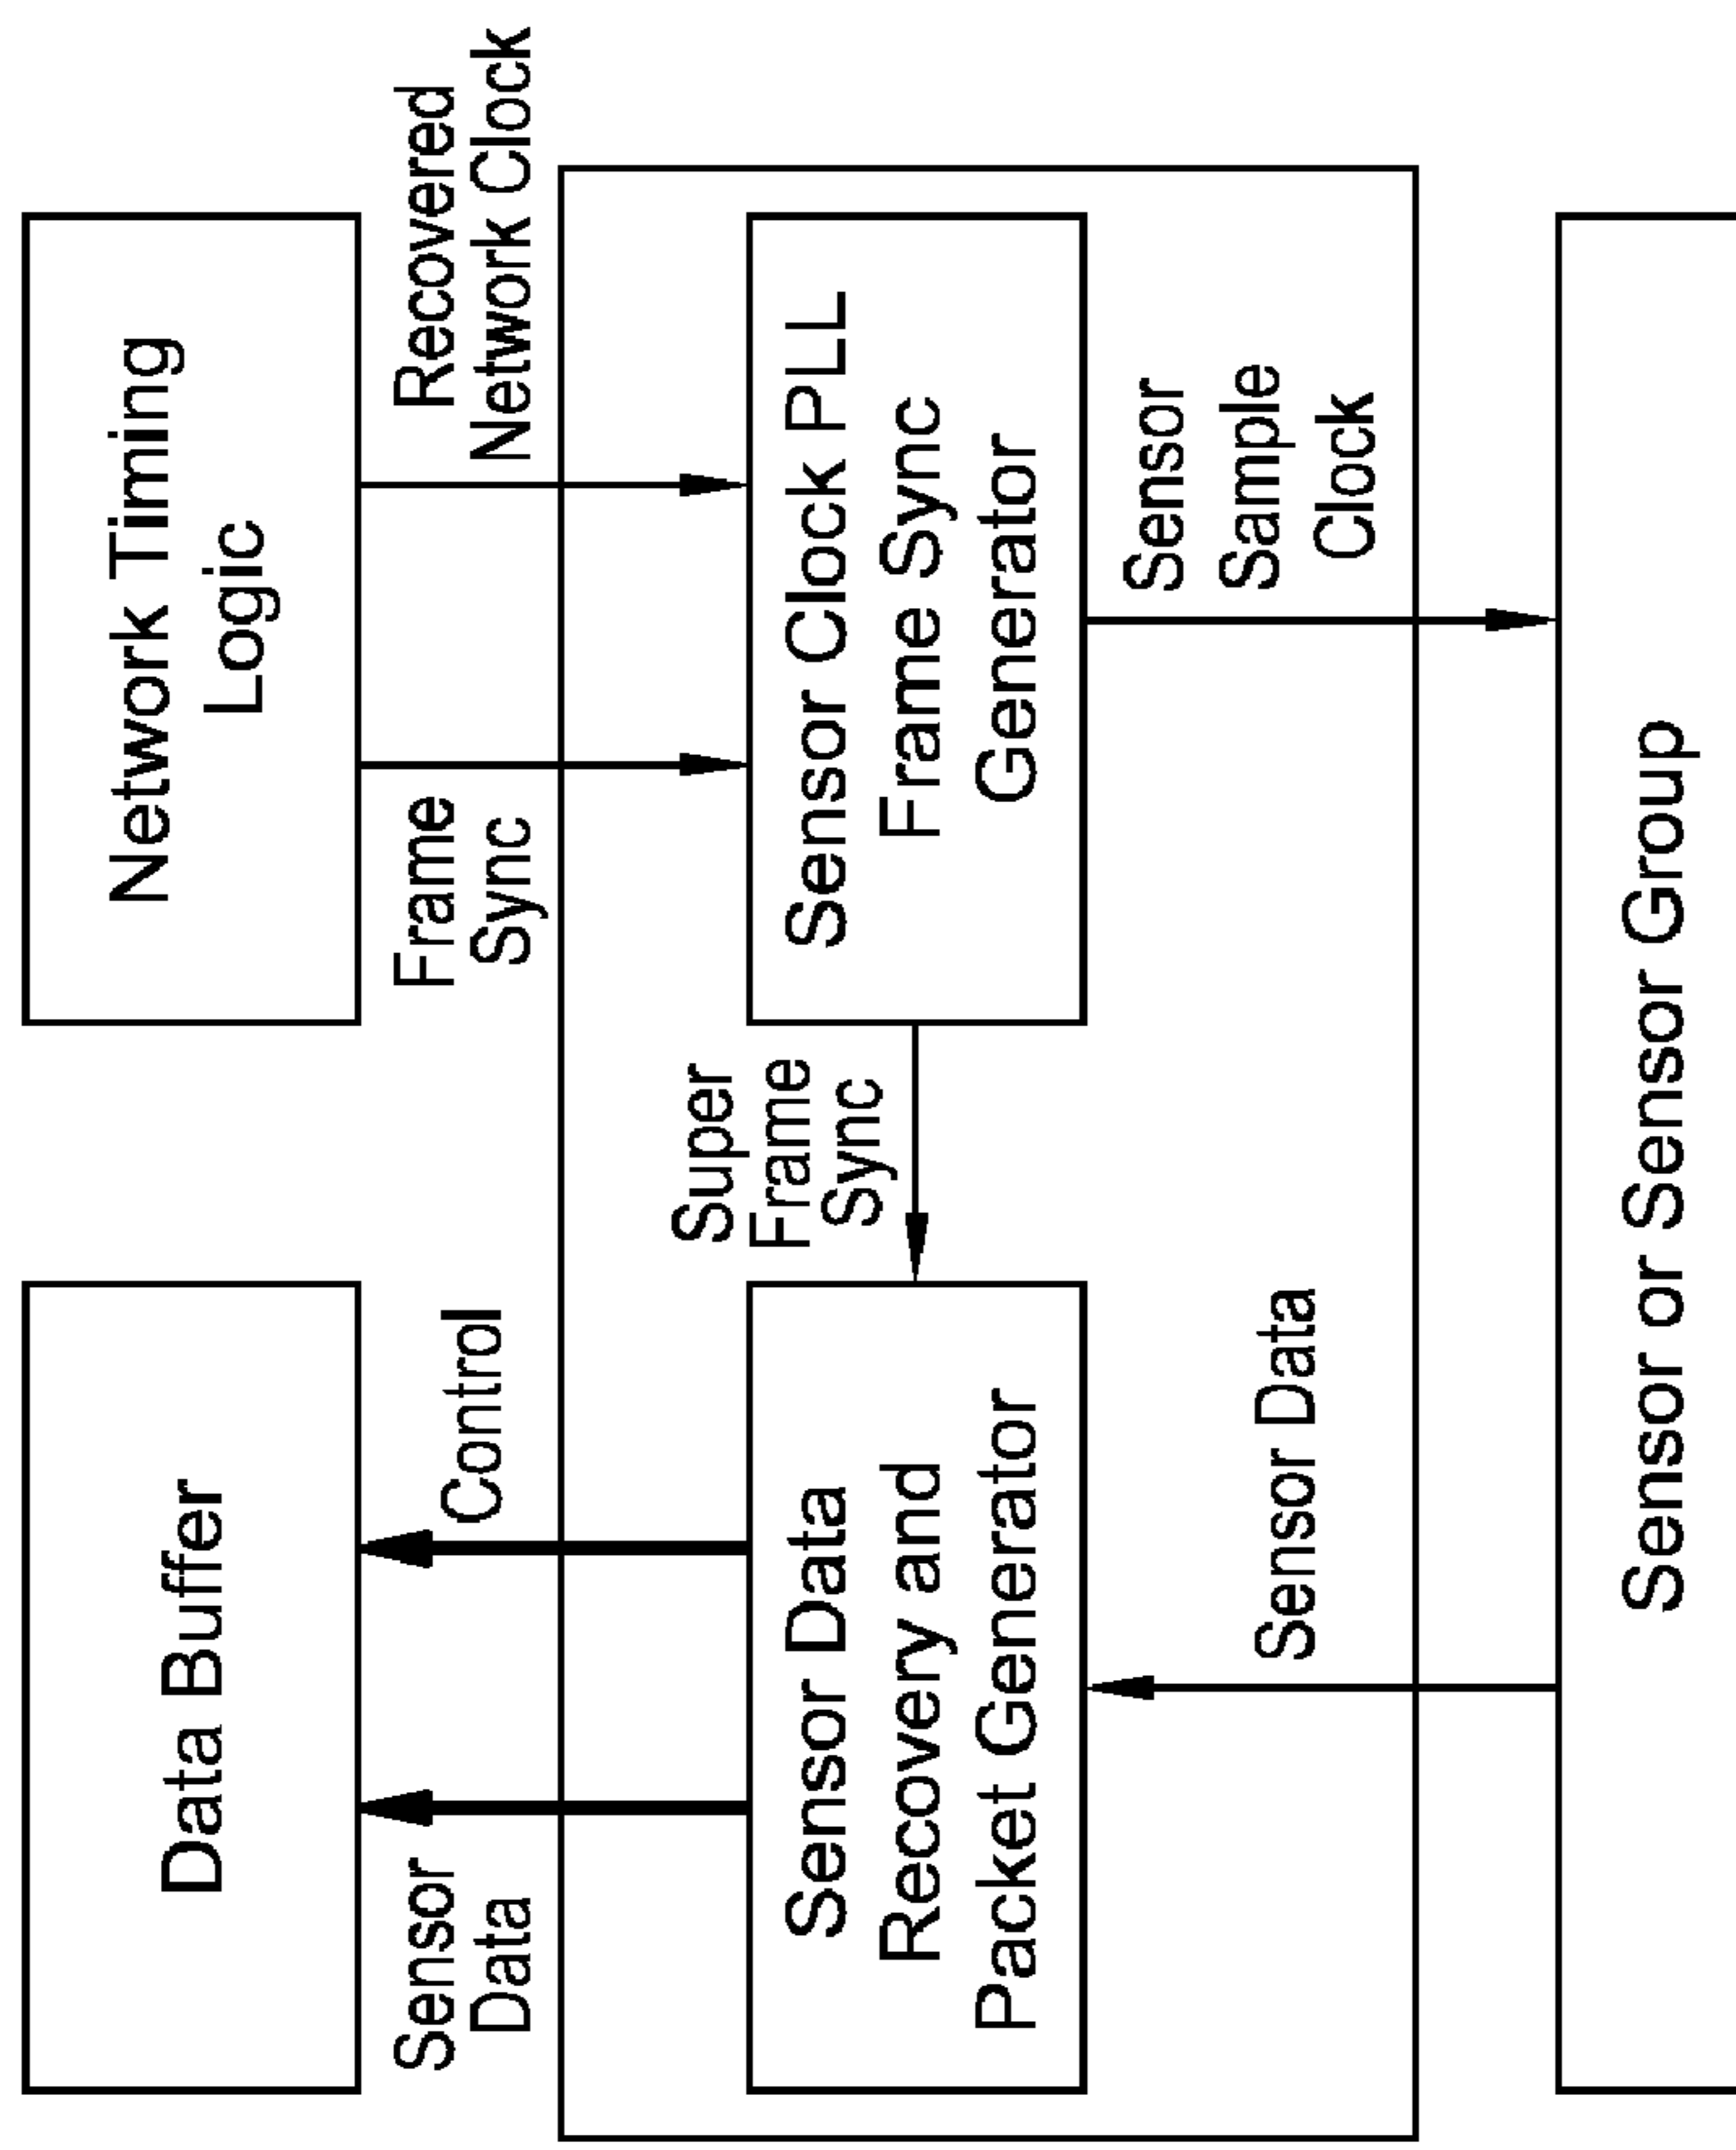 Data Buffer
Network Timing
Logic
Sensor
Data
Control
Frame
Sync
Recovered
Network Clock
Super
Frame
Sync
Sensor Data
Recovery and
Packet Generator
Sensor Clock PLL
Frame Sync
Generator
Sensor Data
Sensor
Sample
Clock
Sensor or Sensor Group